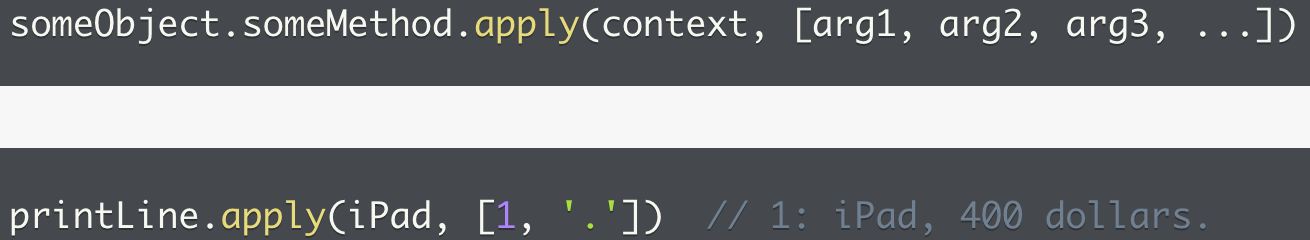 someObject.someMethod.apply(context, [arg1, arg2, arg3, ...])
printLine.apply(iPad, [1, '.'])  // 1: iPad, 400 dollars.